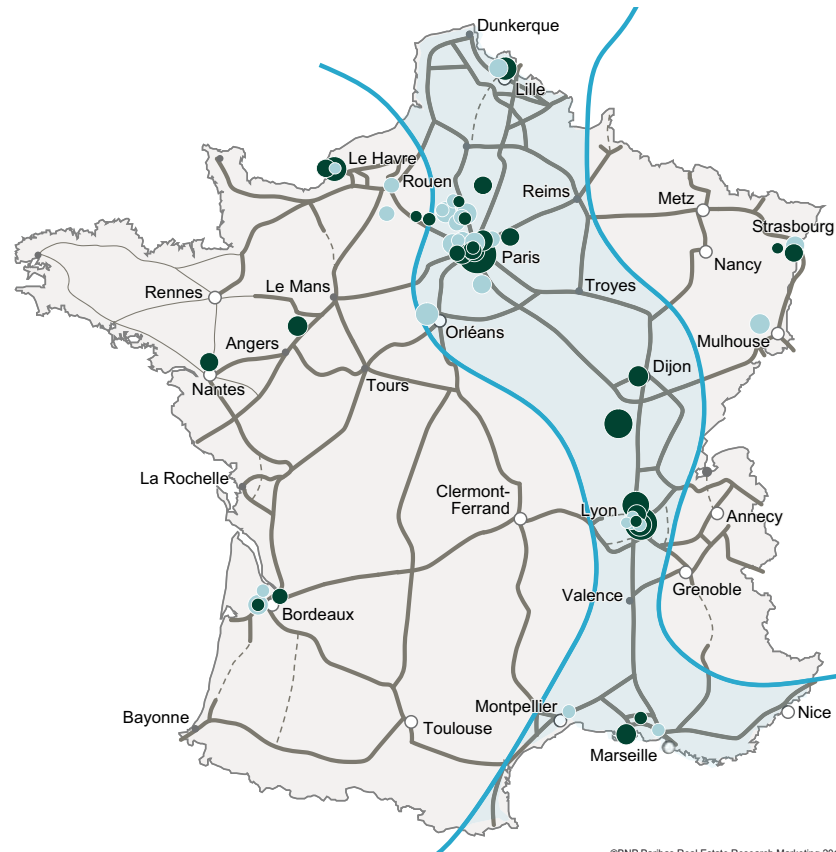 Dunkerque
Lille
Le Havre
Rouen
Reims
Metz
Strasbourg
Paris
Nancy
Rennes
Le Mans
Troyes
Orléans
Angers
Mulhouse
Nantes
Tours
Dijon
La Rochelle
Clermont-
Ferrand
Lyon
Annecy
Valence
Grenoble
Bordeaux
Montpellier
Bayonne
Toulouse
Nice
Marseille